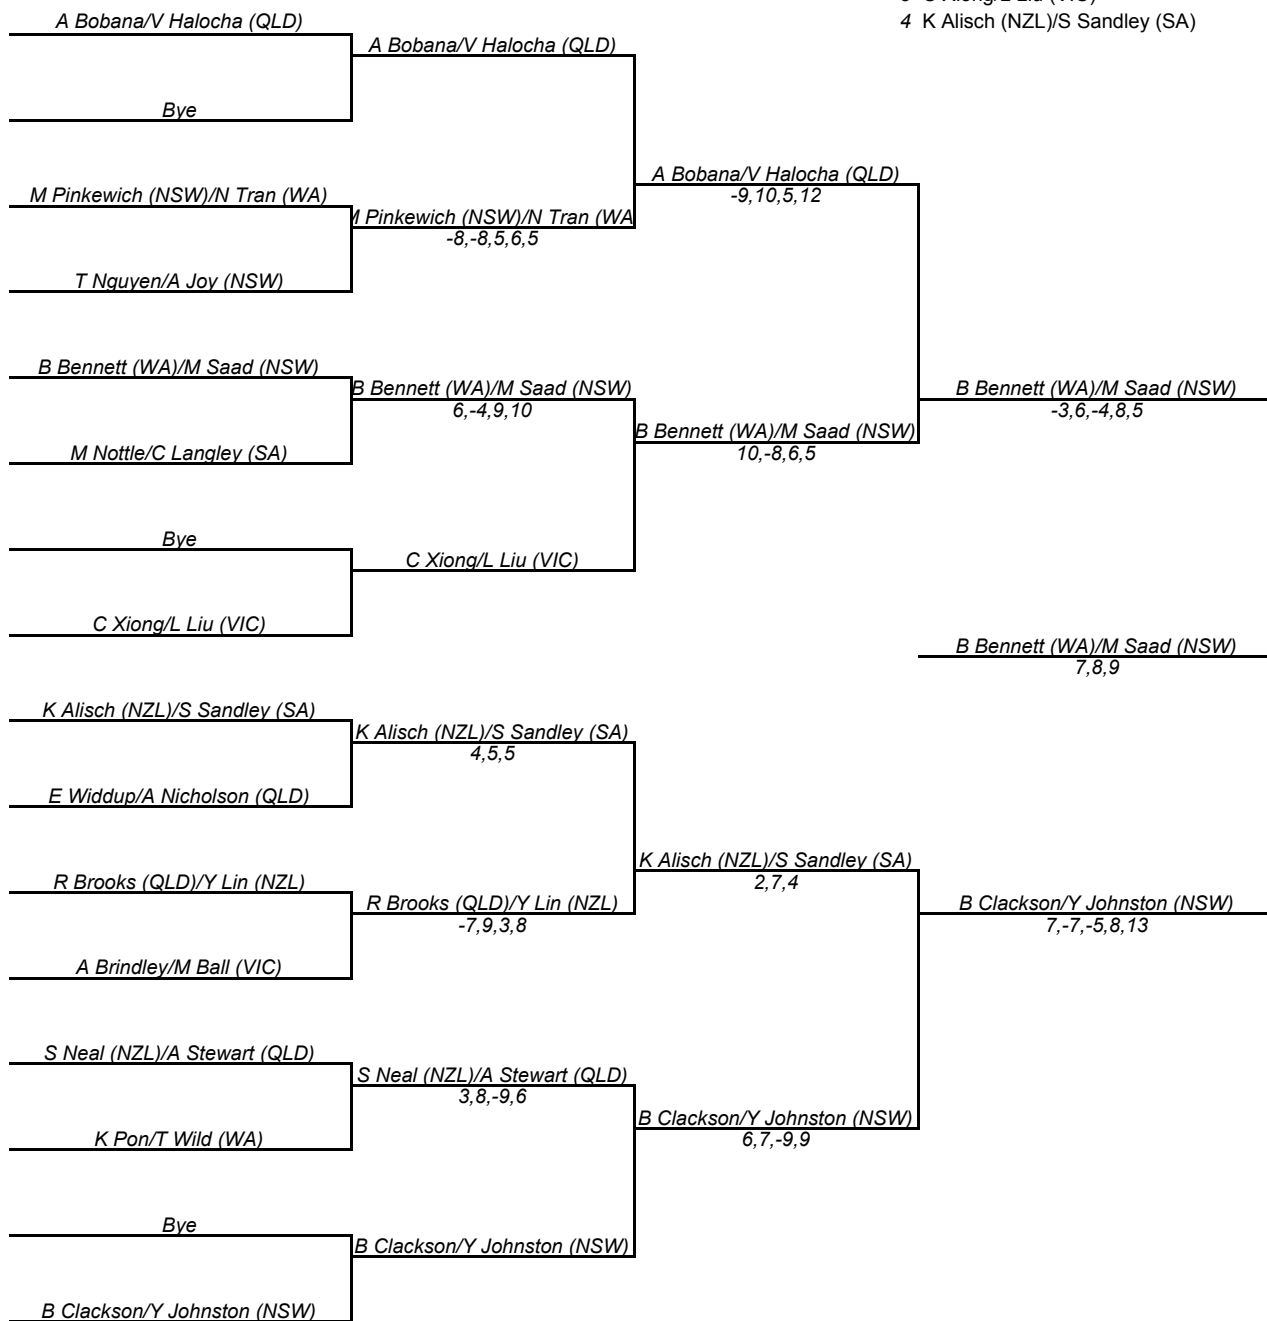 4 K Alisch (NZL)/S Sandley (SA)
A Bobana/V Halocha (QLD)
A Bobana/V Halocha (QLD)
Bye
A Bobana/V Halocha (QLD)
-9,10,5,12
M Pinkewich (NSW)/N Tran (WA)
M Pinkewich (NSW)/N Tran (WA
-8,-8,5,6,5
T Nguyen/A Joy (NSW)
B Bennett (WA)/M Saad (NSW)
B Bennett (WA)/M Saad (NSW)
6,-4,9,10
B Bennett (WA)/M Saad (NSW)
-3,6,-4,8,5
M Nottle/C Langley (SA)
B Bennett (WA)/M Saad (NSW)
10,-8,6,5
Bye
C Xiong/L Liu (VIC)
C Xiong/L Liu (VIC)
B Bennett (WA)/M Saad (NSW)
7,8,9
K Alisch (NZL)/S Sandley (SA)
K Alisch (NZL)/S Sandley (SA)
4,5,5
E Widdup/A Nicholson (QLD)
K Alisch (NZL)/S Sandley (SA)
2,7,4
R Brooks (QLD)/Y Lin (NZL)
R Brooks (QLD)/Y Lin (NZL)
-7,9,3,8
B Clackson/Y Johnston (NSW)
7,-7,-5,8,13
A Brindley/M Ball (VIC)
S Neal (NZL)/A Stewart (QLD)
S Neal (NZL)/A Stewart (QLD)
3,8,-9,6
K Pon/T Wild (WA)
B Clackson/Y Johnston (NSW)
6,7,-9,9
Bye
B Clackson/Y Johnston (NSW)
B Clackson/Y Johnston (NSW)